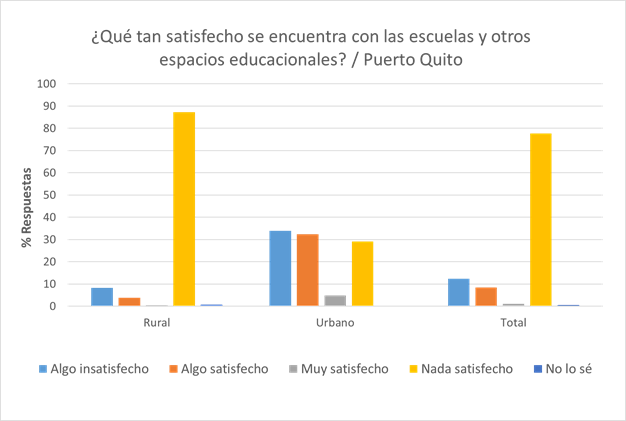 ¿Qué tan satisfecho se encuentra con las escuelas y otros
espacios educacionales? / Puerto Quito
% Respuestas
100
90
80
70
60
50
40
30
20
10
0
Rural Urbano Total
Algo insatisfecho Algo satisfecho Muy satisfecho Nada satisfecho No lo sé